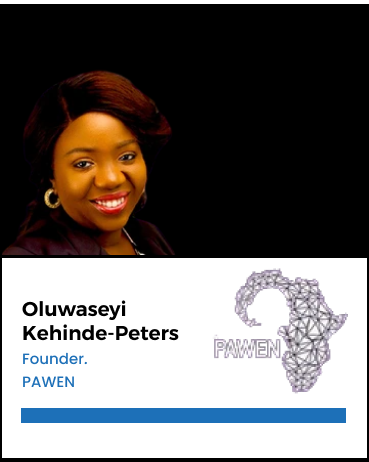 Oluwaseyi
Kehinde-Peters
Founder.
PAWEN
PAWEN